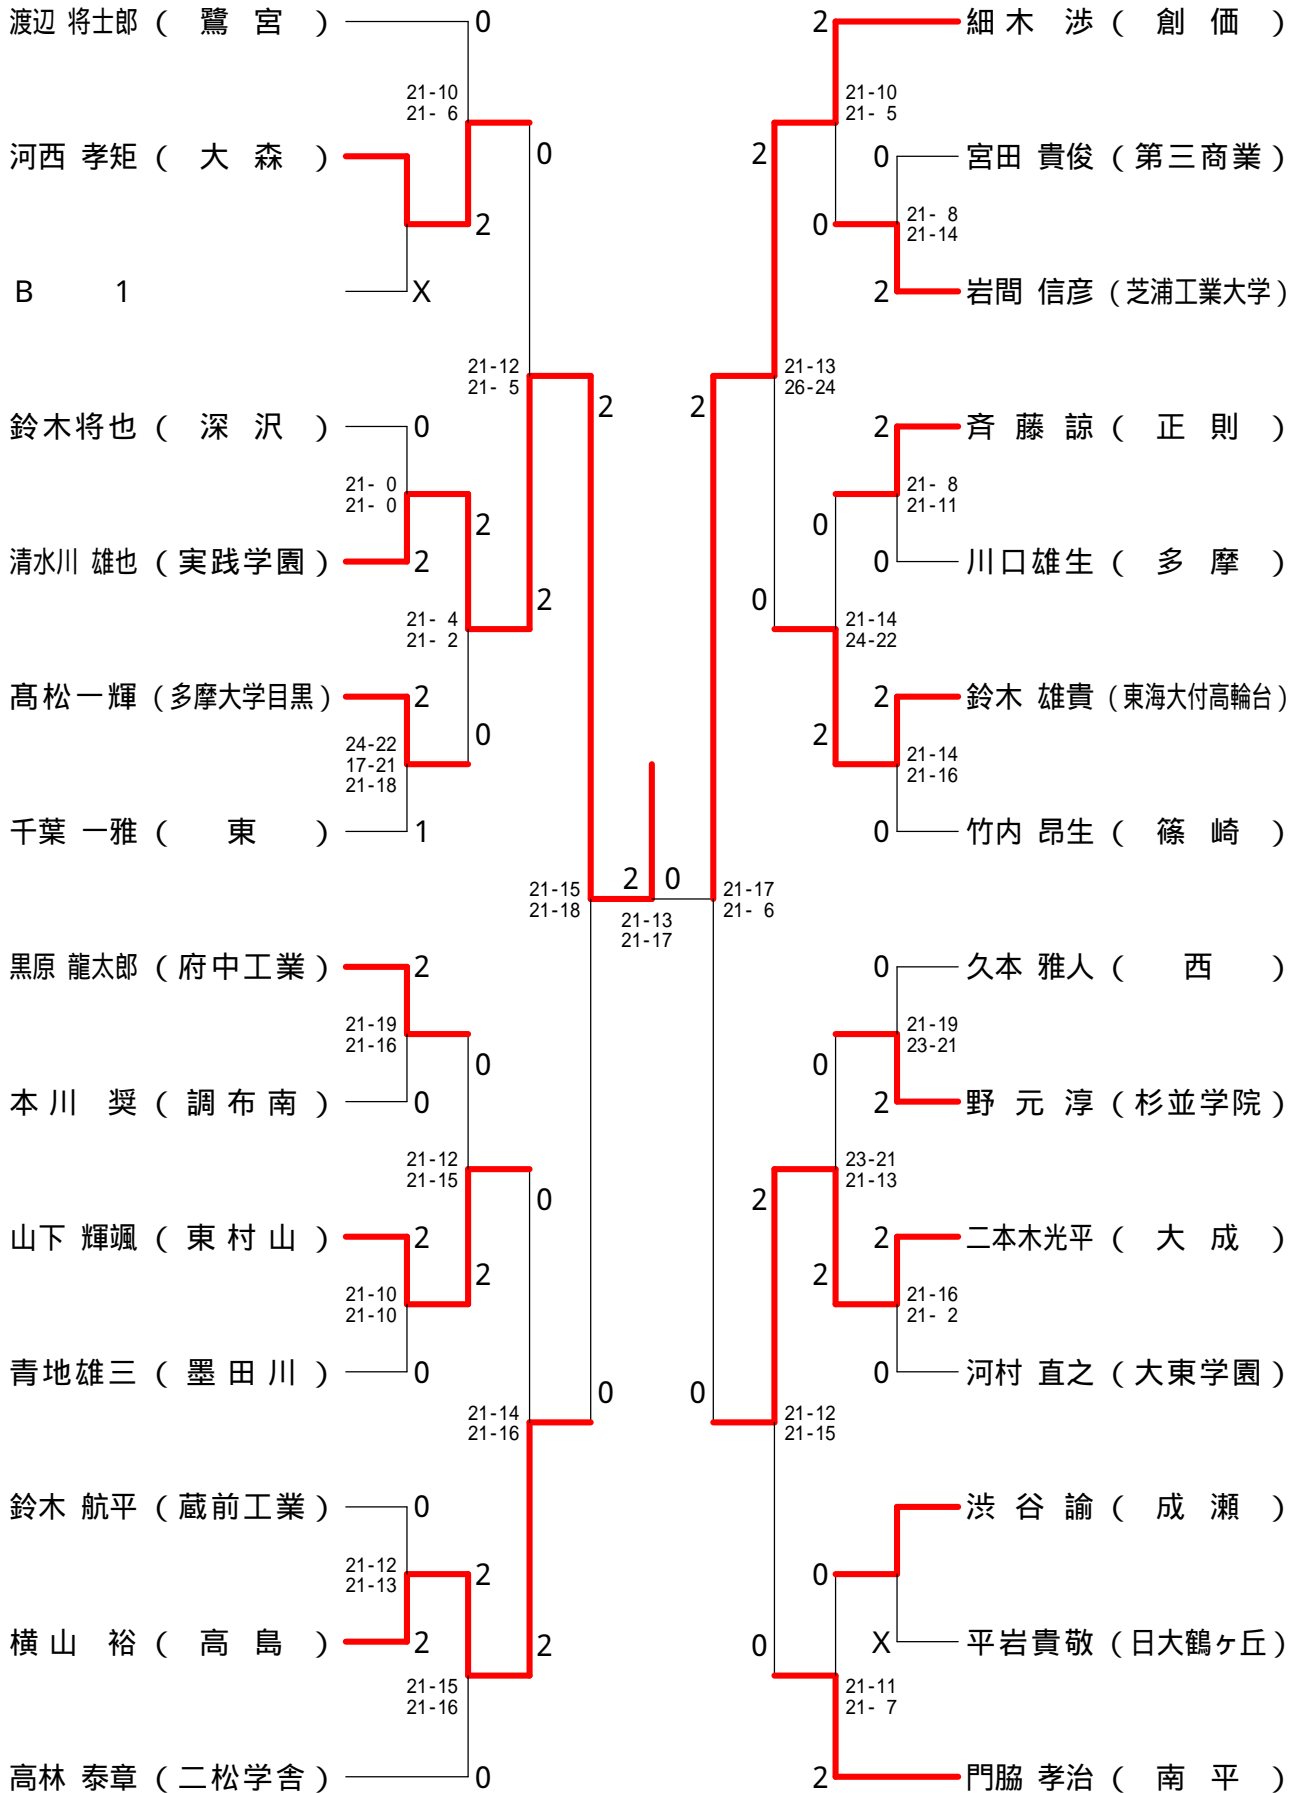 渡辺 将士郎 ( 鷺 宮 ) 0
21-10
21- 6
河西 孝矩 ( 大 森 )
0
2
B 1 X
21-12
21- 5
2
鈴木将也 ( 深 沢 ) 0
21- 0
21- 0
2
清水川 雄也 ( 実践学園 ) 2
2
21- 4
21- 2
髙松一輝 (多摩大学目黒) 2
0
24-22
17-21
21-18
千葉 一雅 ( 東 ) 1
21-15
21-18
2 0
21-13
21-17
黒原 龍太郎 ( 府中工業 ) 2
21-19
21-16
0
本川 奨 ( 調布南 ) 0
21-12
21-15
0
山下 輝颯 ( 東村山 ) 2
2
21-10
21-10
青地雄三 ( 墨田川 ) 0
0
21-14
21-16
鈴木 航平 ( 蔵前工業 ) 0
21-12
21-13
2
横山 裕 ( 高 島 ) 2
2
21-15
21-16
高林 泰章 ( 二松学舎 ) 0
2 細木 渉 ( 創 価 )
21-10
21- 5
2
0 宮田 貴俊 ( 第三商業 )
0
21- 8
21-14
2 岩間 信彦 (芝浦工業大学)
21-13
26-24
2
2 斉藤諒 ( 正 則 )
21- 8
21-11
0
0 川口雄生 ( 多 摩 )
0
21-14
24-22
2 鈴木 雄貴 (東海大付高輪台)
2
21-14
21-16
0 竹内 昂生 ( 篠 崎 )
21-17
21- 6
0 久本 雅人 ( 西 )
21-19
23-21
0
2 野元淳 ( 杉並学院 )
23-21
21-13
2
2 二本木光平 ( 大 成 )
2
21-16
21- 2
0 河村 直之 ( 大東学園 )
0
21-12
21-15
渋谷諭 ( 成 瀬 )
0
X 平岩貴敬 (日大鶴ヶ丘)
0
21-11
21- 7
2 門脇 孝治 ( 南 平 )